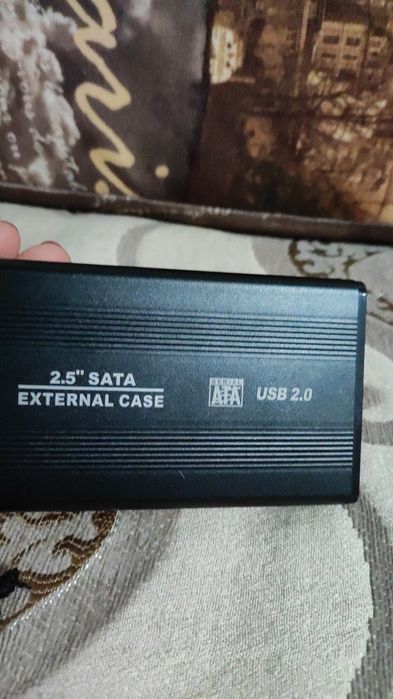 2.5" SATA
EXTERNAL CASE
SERIAL
ATA
USB 2.0